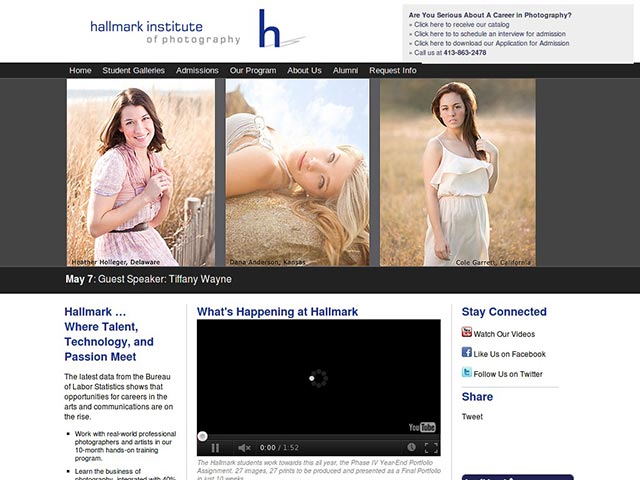 hallmark institute
of photography
h
Are You Serious About A Career in Photography?
» Click here to receive our catalog
» Click here to to schedule an interview for admission
» Click here to download our Application for Admission
» Call us at 413-863-2478
Home Student Galleries Admissions Our Program About Us Alumni Request Info
Heather Holleger, Delaware
Dana Anderson, Kansas
Cole Garrett, California
May 7: Guest Speaker: Tiffany Wayne
Hallmark ...
Where Talent,
Technology, and
Passion Meet
The latest data from the Bureau
of Labor Statistics shows that
opportunities for careers in the
arts and communications are on
the rise.
Work with real-world professional
photographers and artists in our
10-month hands-on training
program.
Learn the business of
photography, integrated with 40%
What's Happening at Hallmark
YouTube
0:00 / 1:52
The Hallmark students work towards this all year, the Phase IV Year-End Portfolio
Assignment. 27 images, 27 prints to be produced and presented as a Final Portfolio
in just 10 weeks.
Stay Connected
Watch Our Videos
Like Us on Facebook
Follow Us on Twitter
Share
Tweet